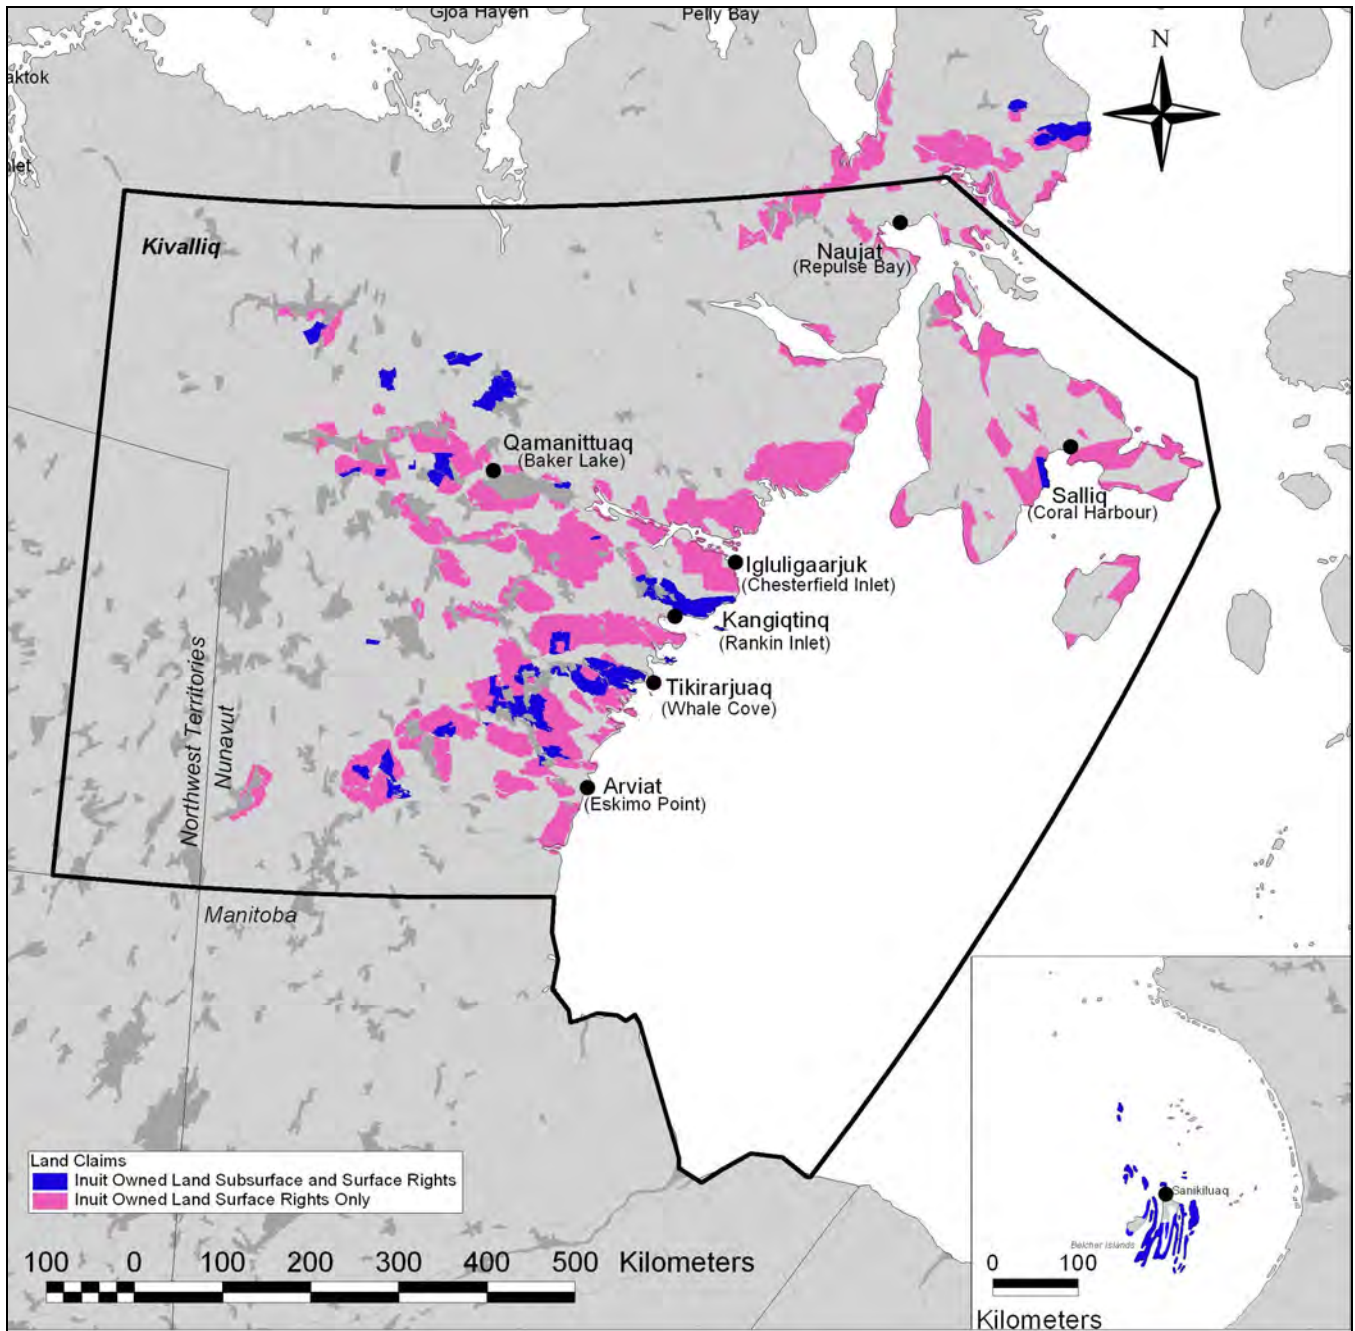 Gjoa Haven
Pelly Bay
aktok
N
Kivalliq
Naujat
(Repulse Bay)
Qamanittuaq
(Baker Lake)
Salliq
(Coral Harbour)
Igluligaarjuk
(Chesterfield Inlet)
Kangiqtinq
(Rankin Inlet)
Tikirarjuaq
(Whale Cove)
Northwest Territories
Nunavut
Arviat
(Eskimo Point)
Manitoba
Land Claims
Inuit Owned Land Subsurface and Surface Rights
Inuit Owned Land Surface Rights Only
100 0 100 200 300 400 500 Kilometers
Sanikiluaq
Belcher Islands
0 100
Kilometers